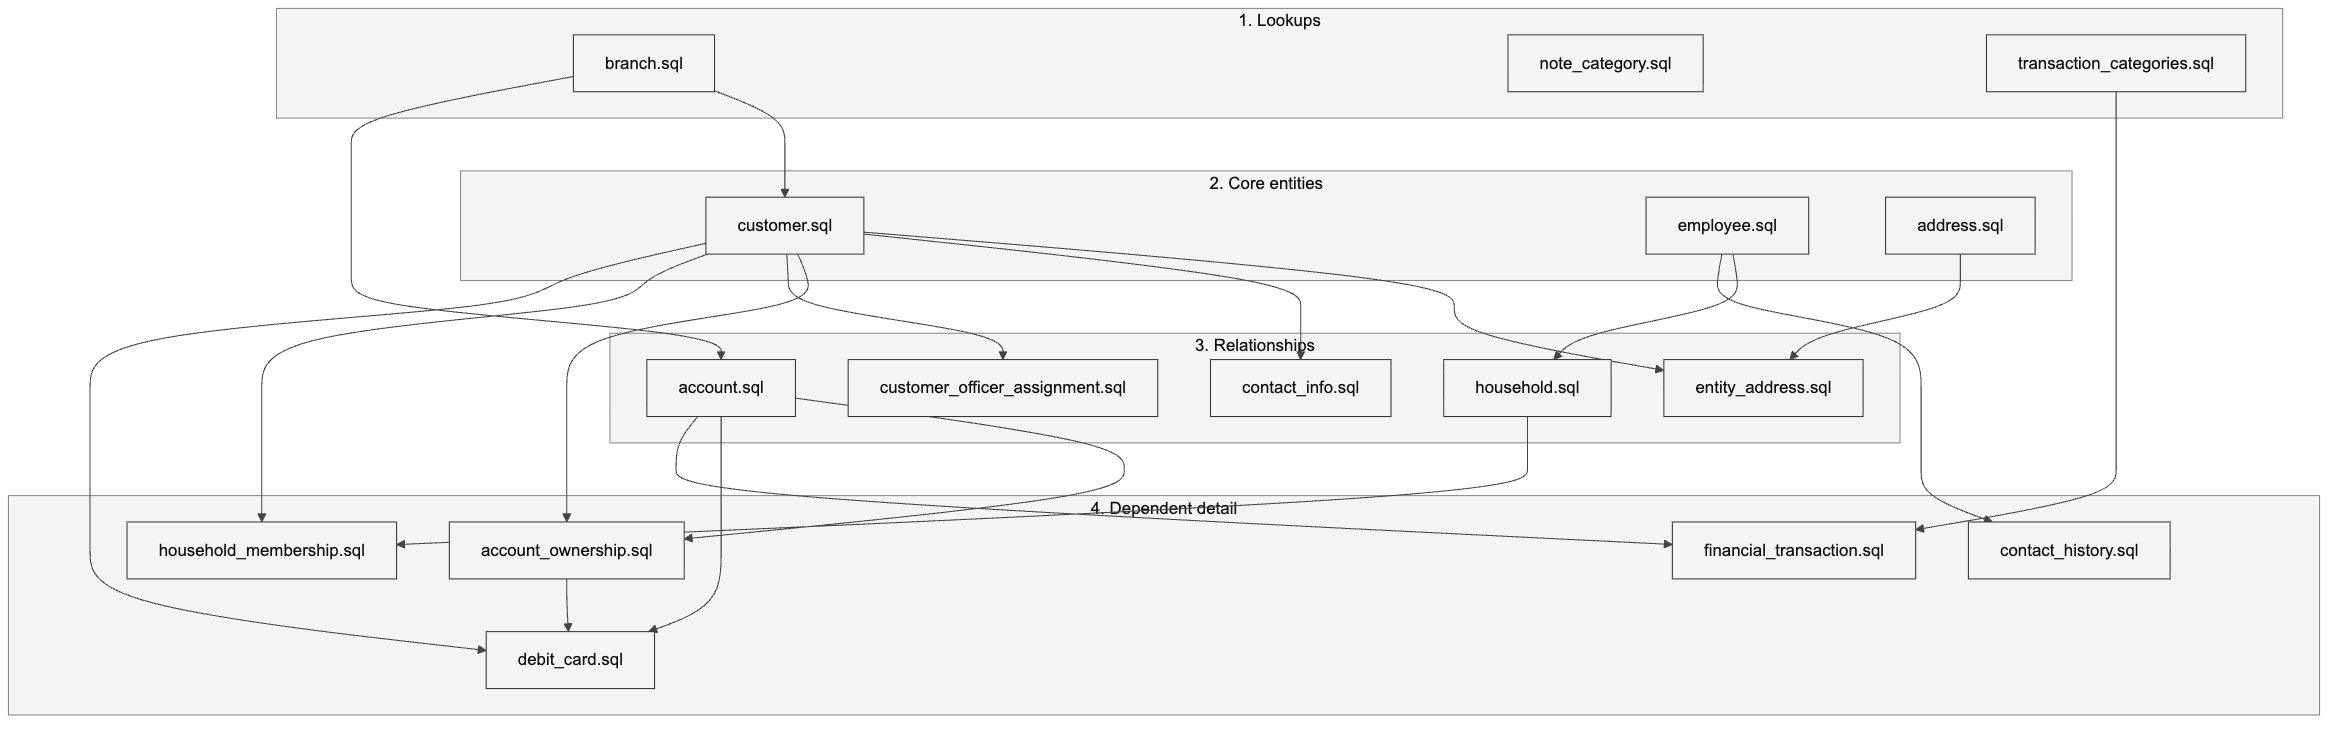 1. Lookups
branch.sql
note_category.sql
transaction_categories.sql
2. Core entities
customer.sql
employee.sql
address.sql
3. Relationships
account.sql
customer_officer_assignment.sql
contact_info.sql
household.sql
entity_address.sql
4. Dependent detail
household_membership.sql
account_ownership.sql
financial_transaction.sql
contact_history.sql
debit_card.sql